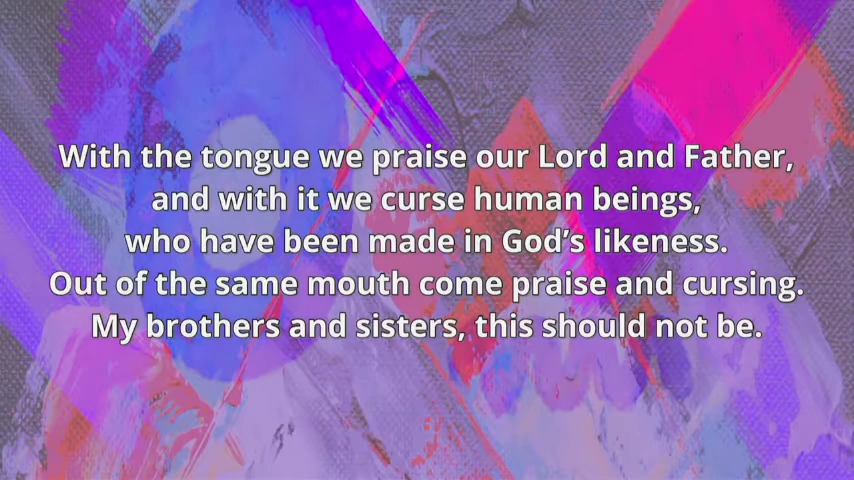 With the tongue we praise our Lord and Father,
and with it we curse human beings,
who have been made in God’s likeness.
Out of the same mouth come praise and cursing.
My brothers and sisters, this should not be.